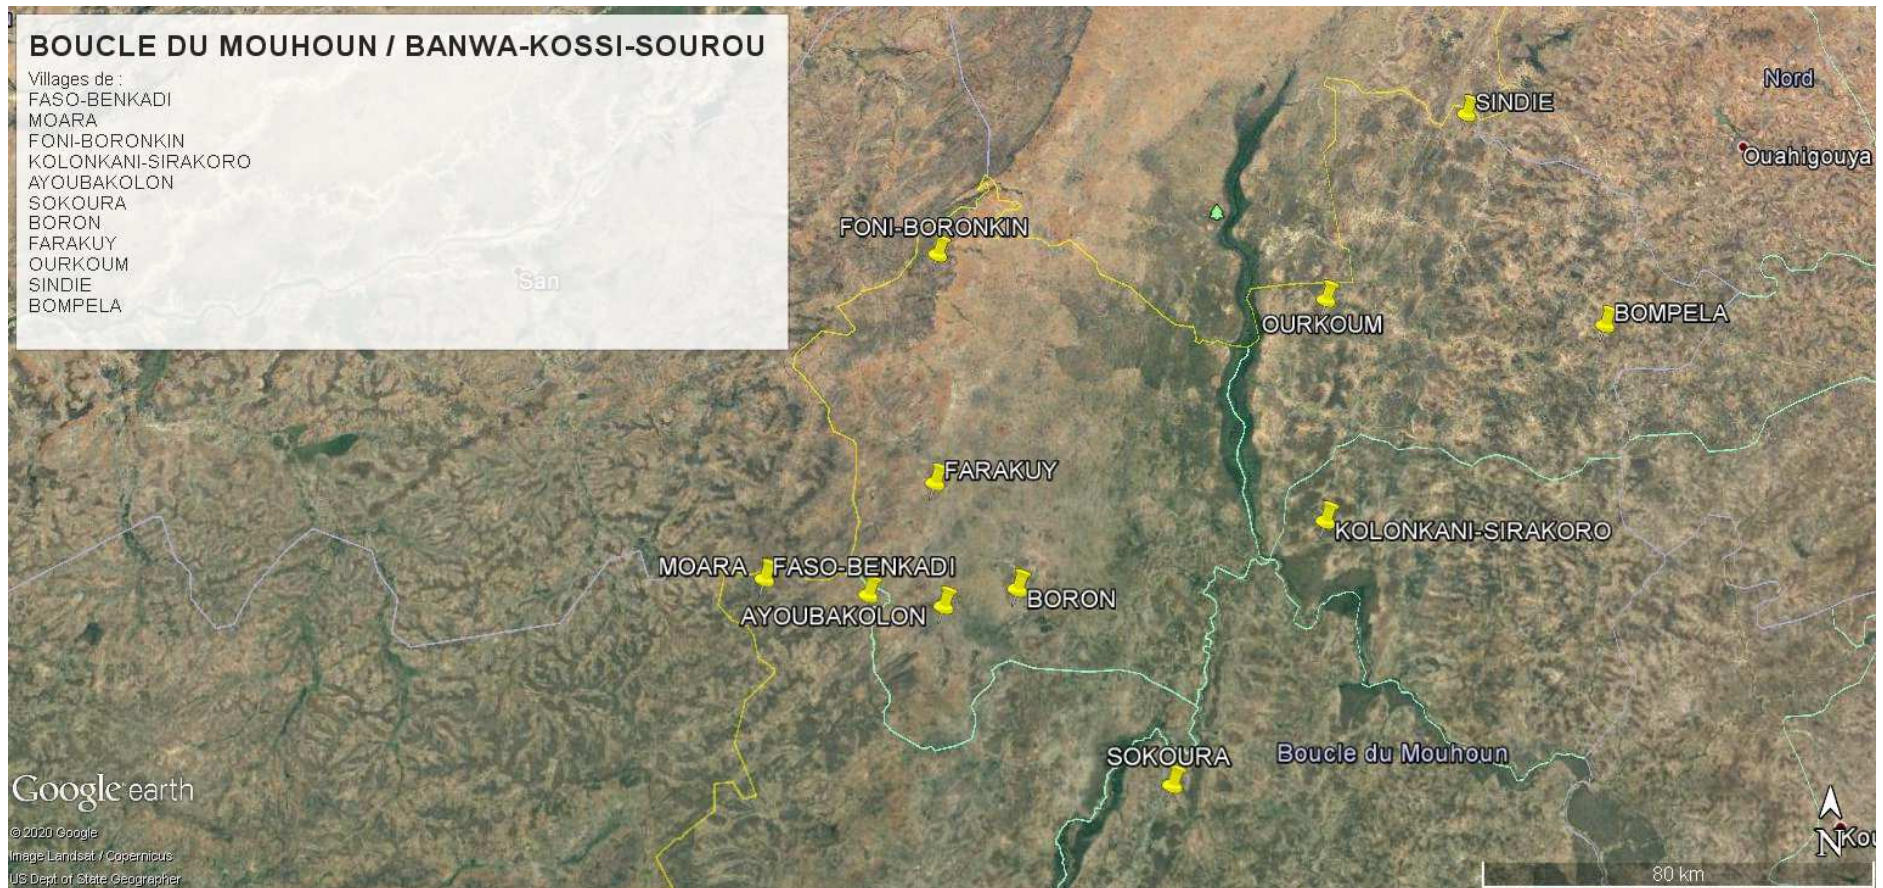 BOUCLE DU MOUHOUN / BANWA-KOSSI-SOUROU
Villages de :
FASO-BENKADI
MOARA
FONI-BORONKIN
KOLONKANI-SIRAKORO
AYOUBAKOLON
SOKOURA
BORON
FARAKUY
OURKOUM
SINDIE
BOMPELA
San
Nord
SINDIE
Ouahigouya
FONI-BORONKIN
OURKOUM
BOMPELA
FARAKUY
KOLONKANI-SIRAKORO
MOARA
FASO-BENKADI
AYOUBAKOLON
BORON
SOKOURA
Boucle du Mouhoun
Google earth
© 2020 Google
Image Landsat / Copernicus
US Dept of State Geographer
N
80 km